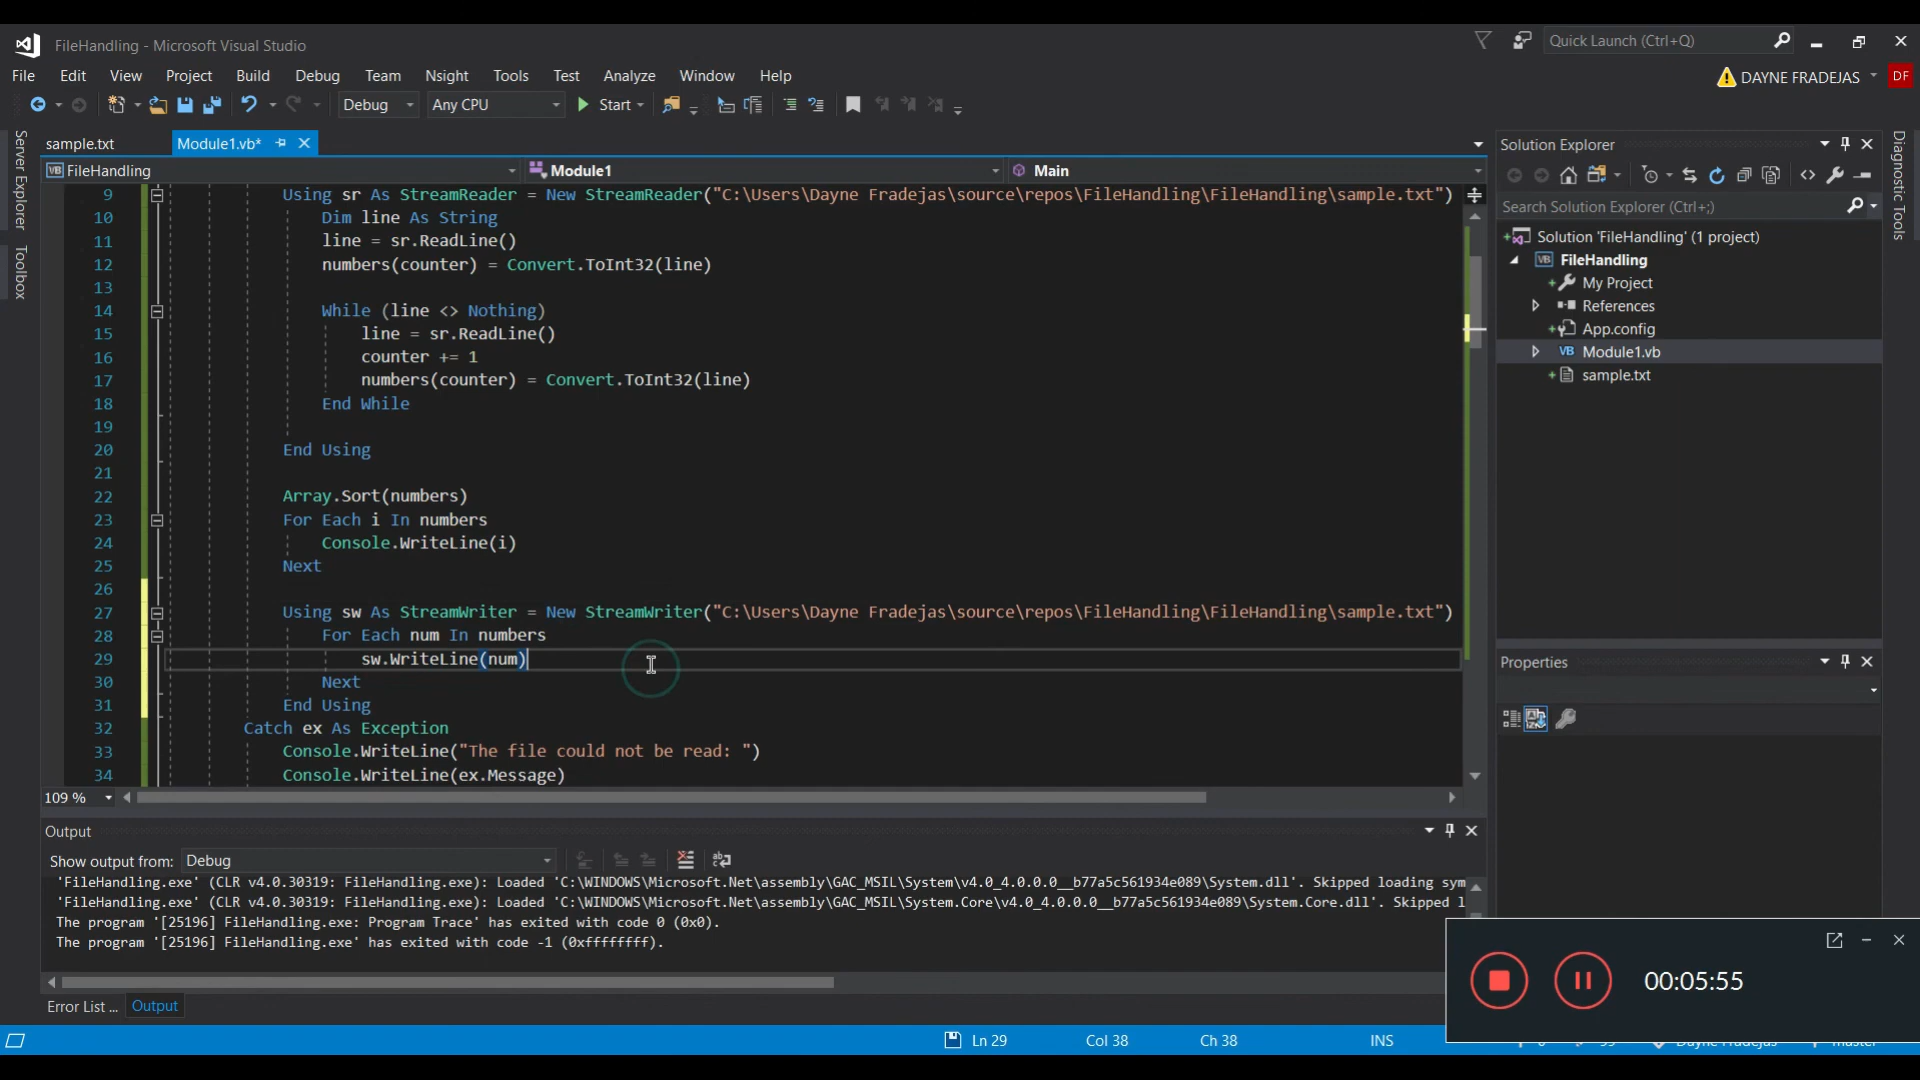 FileHandling - Microsoft Visual Studio
Quick Launch (Ctrl+Q)
File Edit View Project Build Debug Team Nsight Tools Test Analyze Window Help
DAYNE FRADEJAS DF
Debug Any CPU Start
sample.txt Module1.vb*
FileHandling Module1 Main
9 Using sr As StreamReader = New StreamReader("C:\Users\Dayne Fradejas\source\repos\FileHandling\FileHandling\sample.txt")
10 Dim line As String
11 line = sr.ReadLine()
12 numbers(counter) = Convert.ToInt32(line)
13
14 While (line <> Nothing)
15 line = sr.ReadLine()
16 counter += 1
17 numbers(counter) = Convert.ToInt32(line)
18 End While
19
20 End Using
21
22 Array.Sort(numbers)
23 For Each i In numbers
24 Console.WriteLine(i)
25 Next
26
27 Using sw As StreamWriter = New StreamWriter("C:\Users\Dayne Fradejas\source\repos\FileHandling\FileHandling\sample.txt")
28 For Each num In numbers
29 sw.WriteLine(num)
30 Next
31 End Using
32 Catch ex As Exception
33 Console.WriteLine("The file could not be read: ")
34 Console.WriteLine(ex.Message)
109 %
Output
Show output from: Debug
'FileHandling.exe' (CLR v4.0.30319: FileHandling.exe): Loaded 'C:\WINDOWS\Microsoft.Net\assembly\GAC_MSIL\System\v4.0_4.0.0.0__b77a5c561934e089\System.dll'. Skipped loading sym
'FileHandling.exe' (CLR v4.0.30319: FileHandling.exe): Loaded 'C:\WINDOWS\Microsoft.Net\assembly\GAC_MSIL\System.Core\v4.0_4.0.0.0__b77a5c561934e089\System.Core.dll'. Skipped l
The program '[25196] FileHandling.exe: Program Trace' has exited with code 0 (0x0).
The program '[25196] FileHandling.exe' has exited with code -1 (0xffffffff).
Error List ... Output
Ln 29 Col 38 Ch 38 INS
Server Explorer
Toolbox
Solution Explorer
Search Solution Explorer (Ctrl+;)
Solution 'FileHandling' (1 project)
VB FileHandling
My Project
References
App.config
VB Module1.vb
sample.txt
Properties
Diagnostic Tools
00:05:55